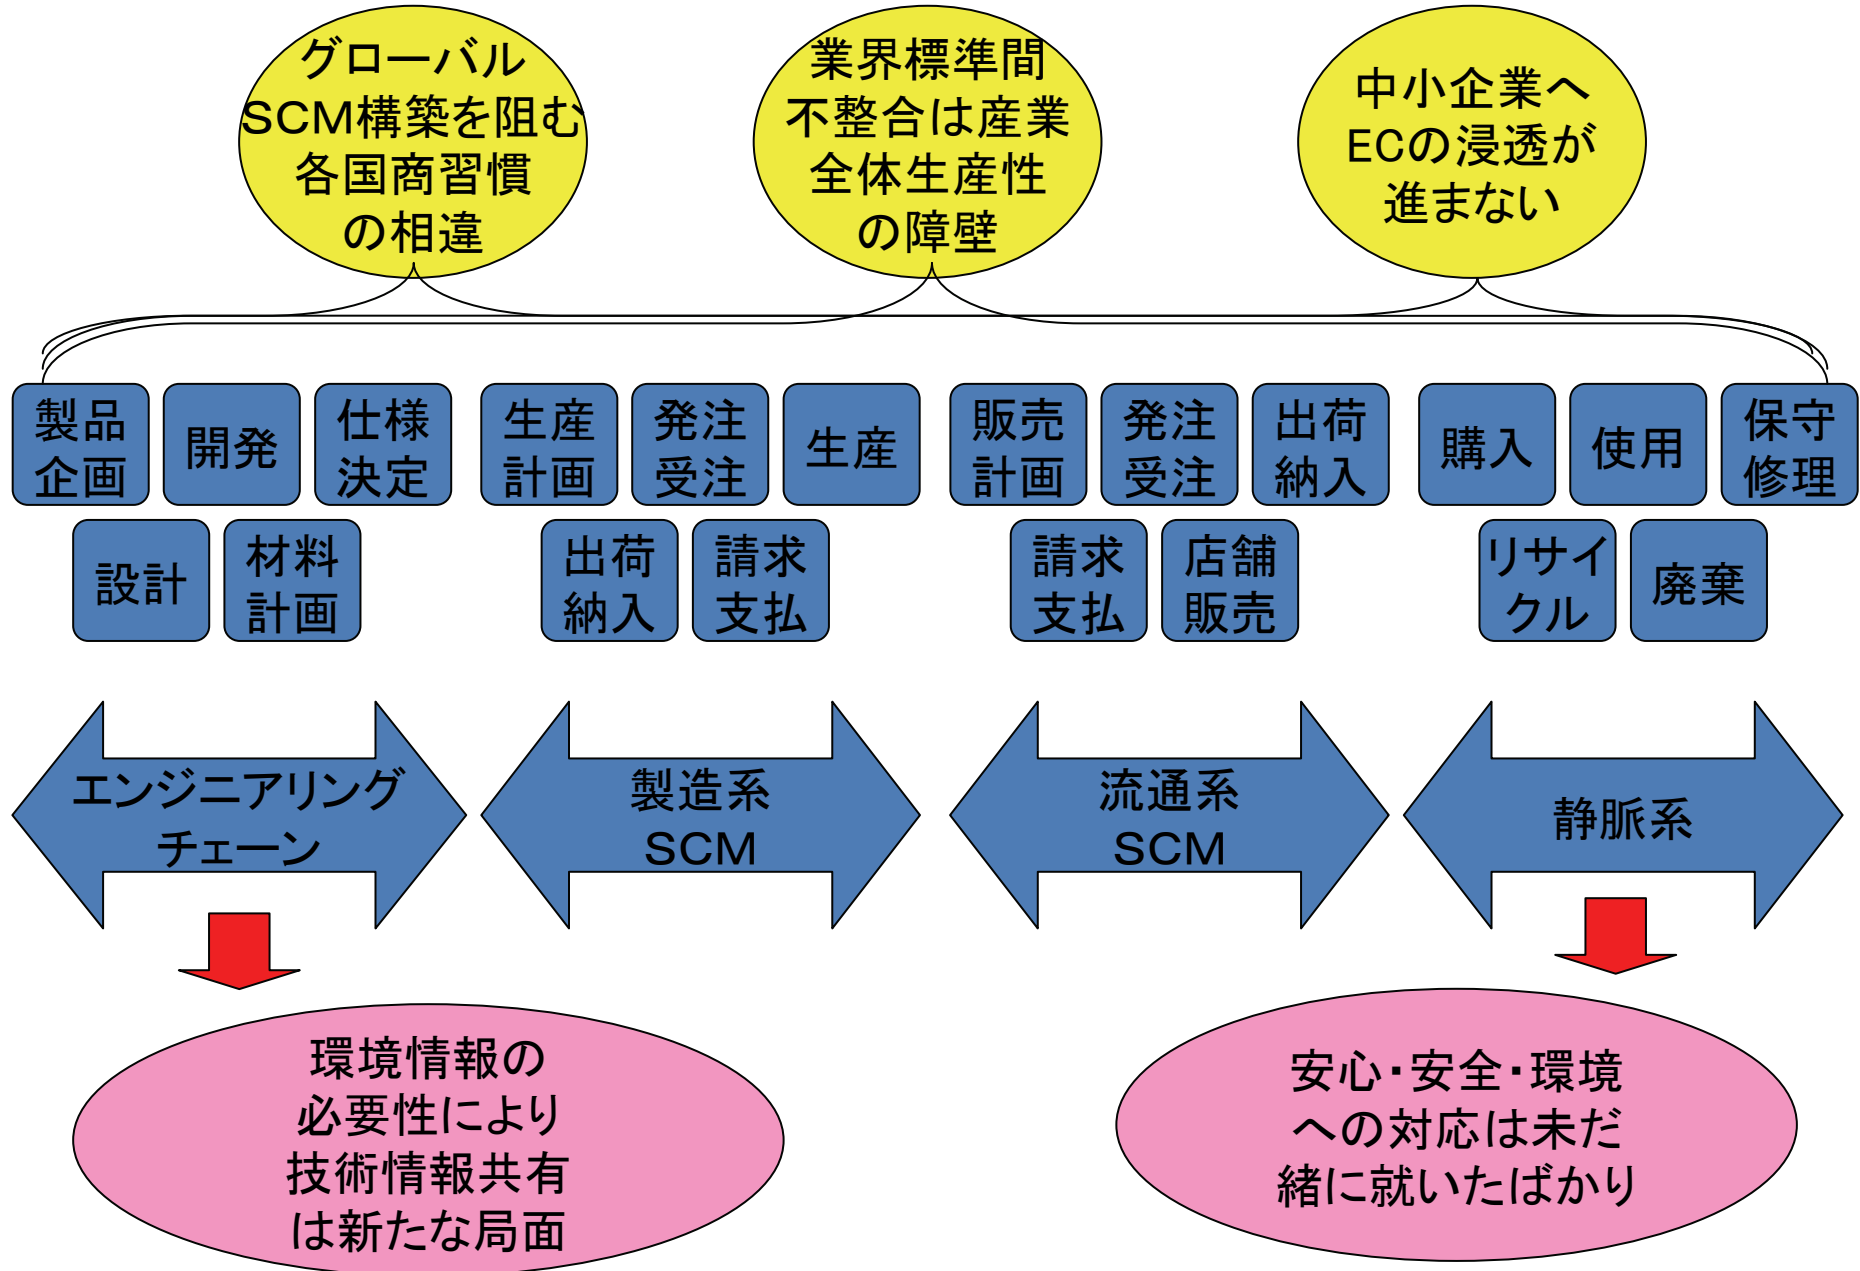 グローバル
SCM構築を阻む
各国商習慣
の相違
業界標準間
不整合は産業
全体生産性
の障壁
中小企業へ
ECの浸透が
進まない
製品
企画
開発
仕様
決定
生産
計画
発注
受注
生産
販売
計画
発注
受注
出荷
納入
購入
使用
保守
修理
設計
材料
計画
出荷
納入
請求
支払
請求
支払
店舗
販売
リサイ
クル
廃棄
エンジニアリング
チェーン
製造系
SCM
流通系
SCM
静脈系
環境情報の
必要性により
技術情報共有
は新たな局面
安心・安全・環境
への対応は未だ
緒に就いたばかり